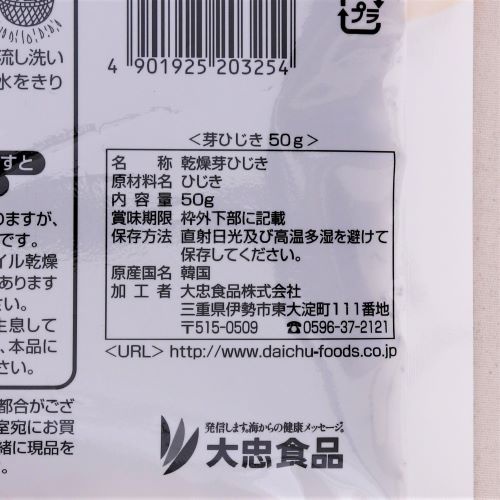 流し洗い
水をきり
プラ
4 901925 203254
すと
りますが、
です。
イル乾燥
あります
さい。
生息して
、本品に
さい。
都合がござ
室宛にお買
緒に現品を
。
<芽ひじき 50g>
名 称 乾燥芽ひじき
原材料名 ひじき
内 容 量 50g
賞味期限 枠外下部に記載
保存方法 直射日光及び高温多湿を避けて
保存してください。
原産国名 韓国
加 工 者 大忠食品株式会社
三重県伊勢市東大淀町111番地
〒515-0509 ☎0596-37-2121
<URL> http://www.daichu-foods.co.jp
発信します。海からの健康メッセージ。
大忠食品